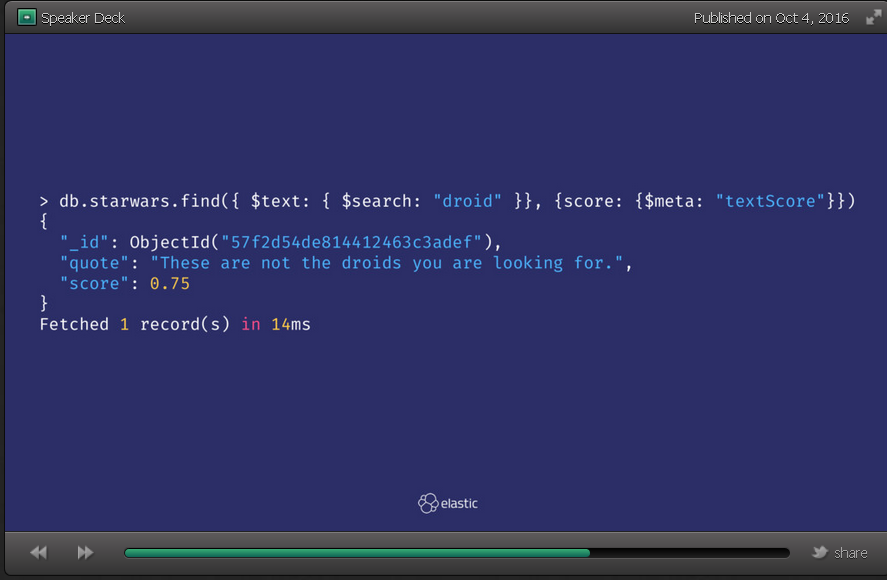 Speaker Deck
Published on Oct 4, 2016
> db.starwars.find({ $text: { $search: "droid" }}, {score: {$meta: "textScore"}})
{
  "_id": ObjectId("57f2d54de814412463c3adef"),
  "quote": "These are not the droids you are looking for.",
  "score": 0.75
}
Fetched 1 record(s) in 14ms
elastic
share